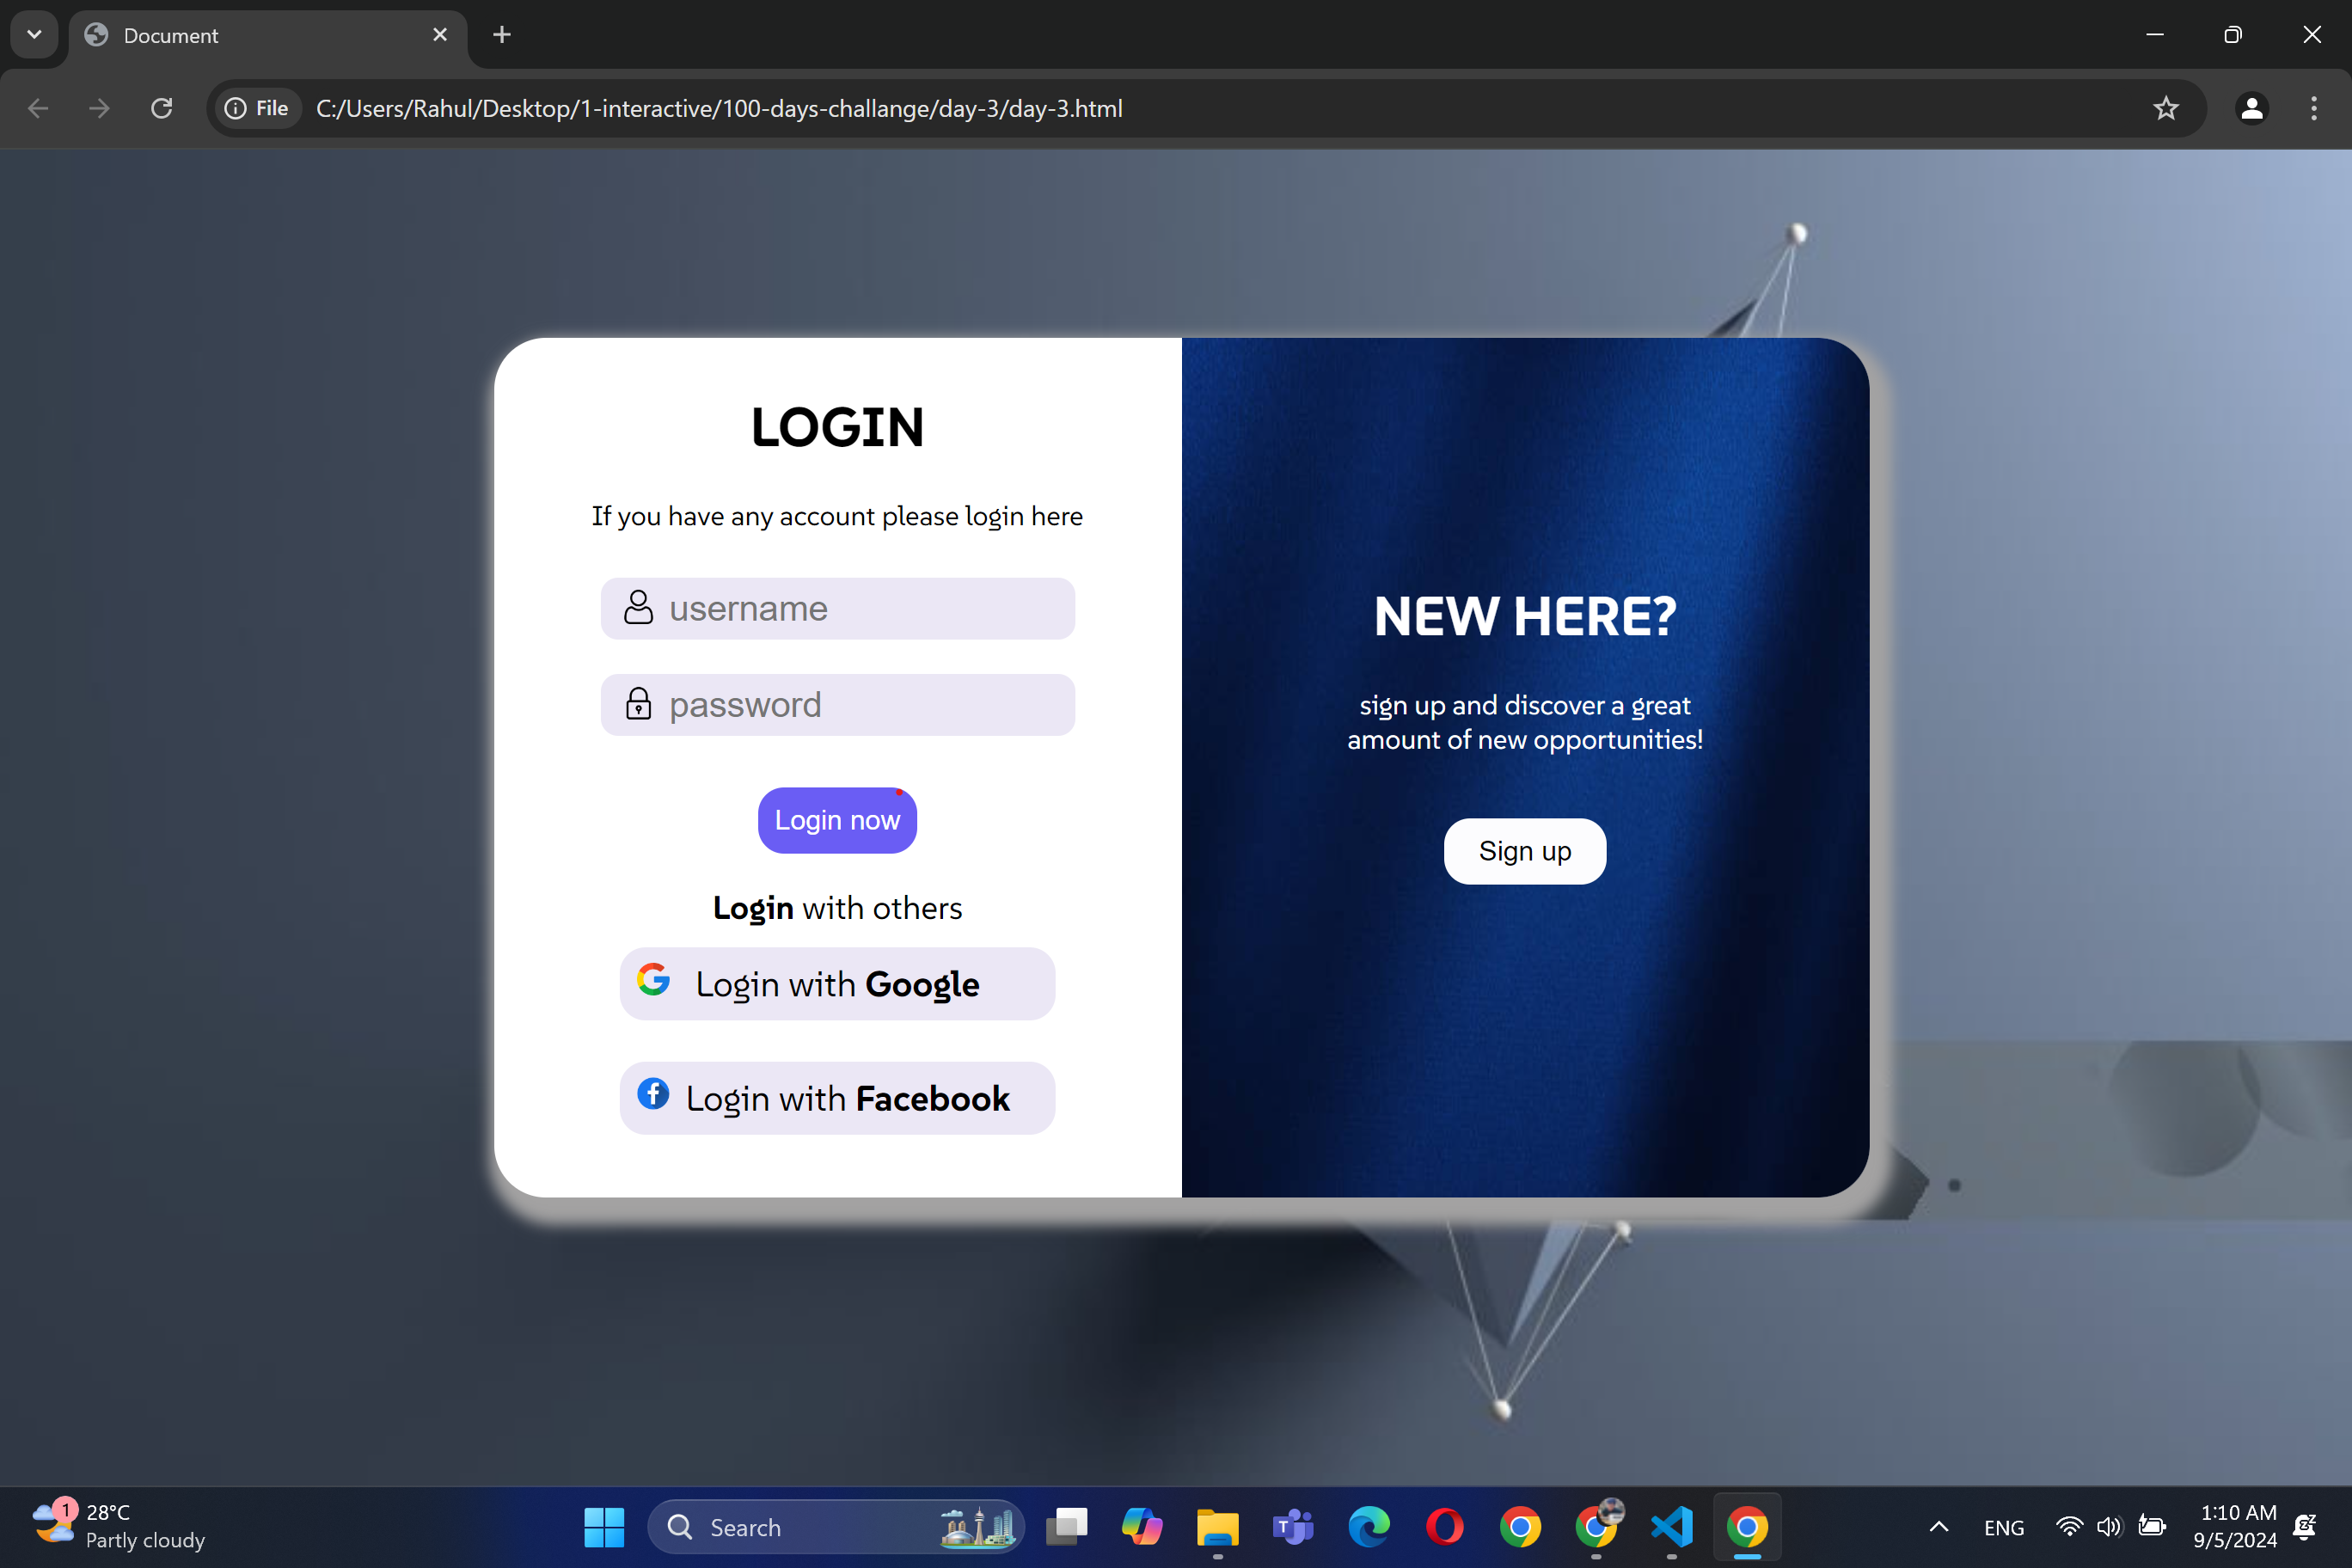 Document
File
C:/Users/Rahul/Desktop/1-interactive/100-days-challange/day-3/day-3.html
LOGIN
If you have any account please login here
username
password
Login now
Login with others
Login with Google
Login with Facebook
NEW HERE?
sign up and discover a great
amount of new opportunities!
Sign up
1
28°C
Partly cloudy
Search
T
ENG
1:10 AM
9/5/2024